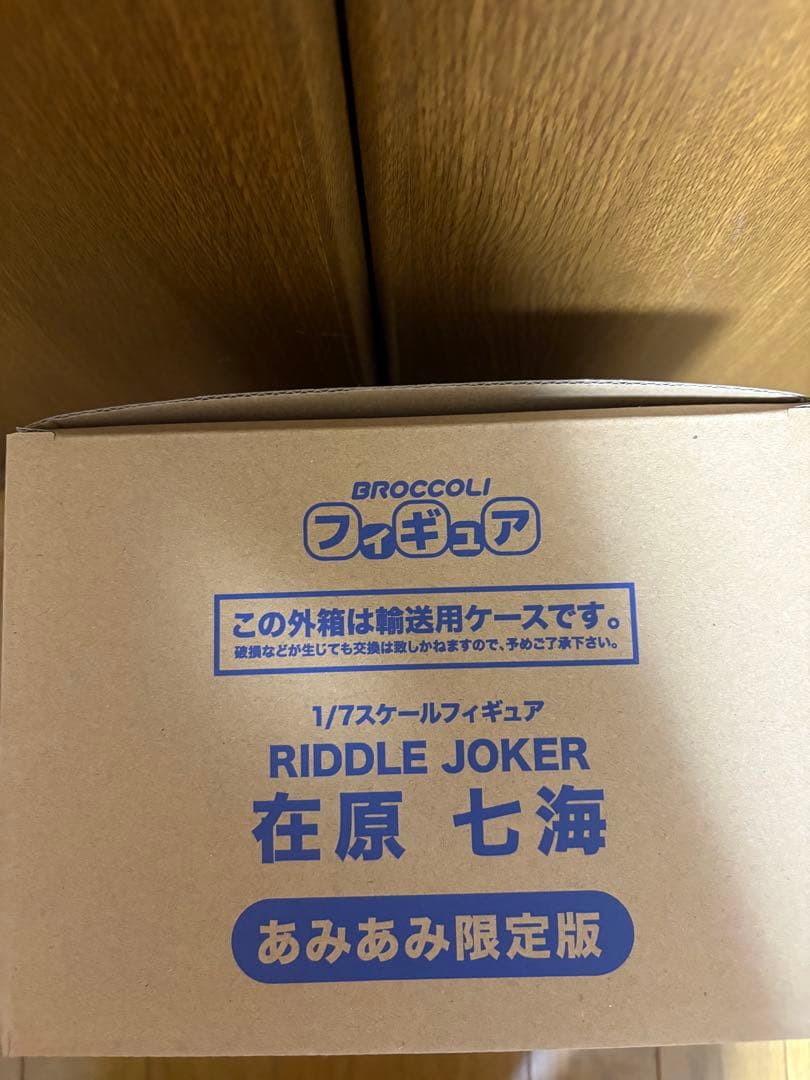 BROCCOLI
フィギュア
この外箱は輸送用ケースです。
破損などが生じても交換は致しかねますので、予めご了承下さい。
1/7スケールフィギュア
RIDDLE JOKER
在原 七海
あみあみ限定版